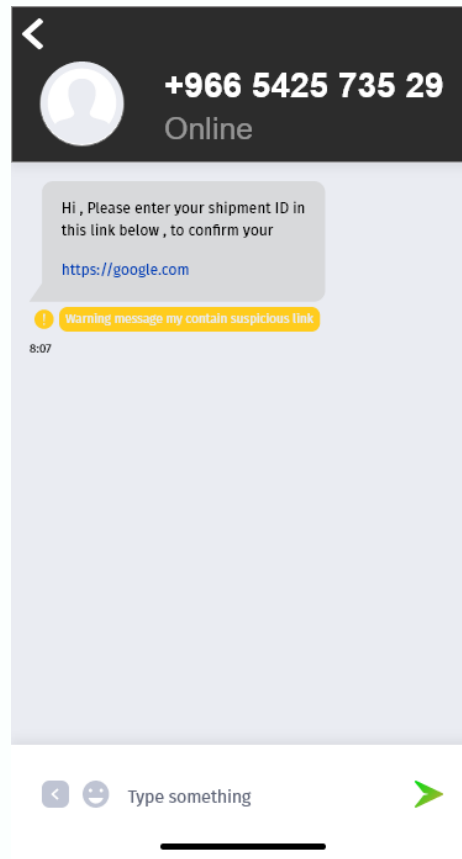 +966 5425 735 29
Online
Hi , Please enter your shipment ID in
this link below , to confirm your
https://google.com
! Warning message my contain suspicious link
8:07
Type something